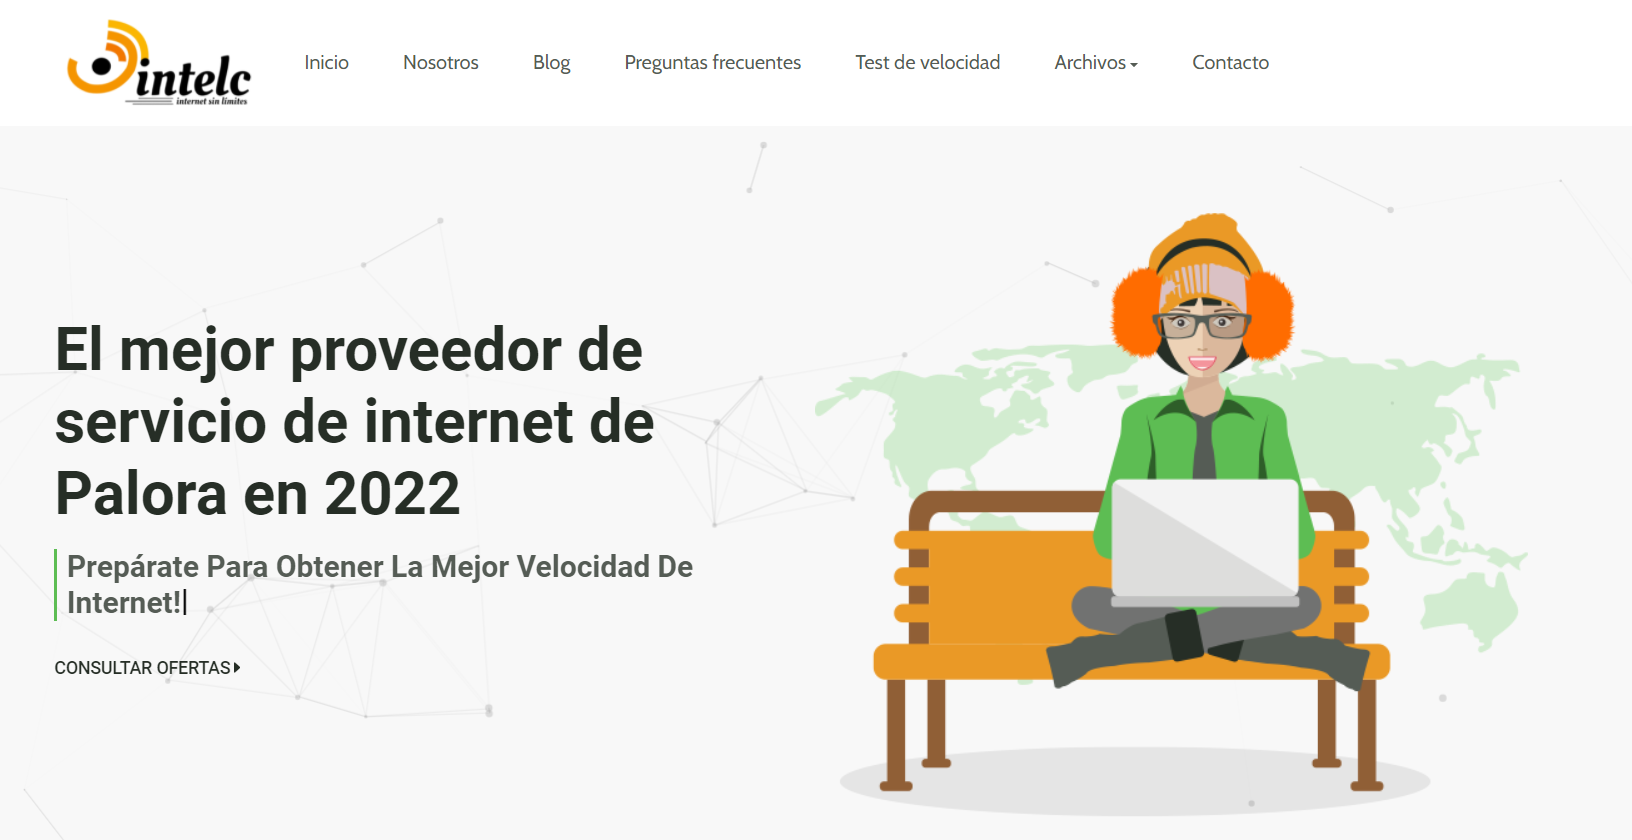 intelc
internet sin límites
Inicio Nosotros Blog Preguntas frecuentes Test de velocidad Archivos Contacto
El mejor proveedor de
servicio de internet de
Palora en 2022
Prepárate Para Obtener La Mejor Velocidad De
Internet!
CONSULTAR OFERTAS